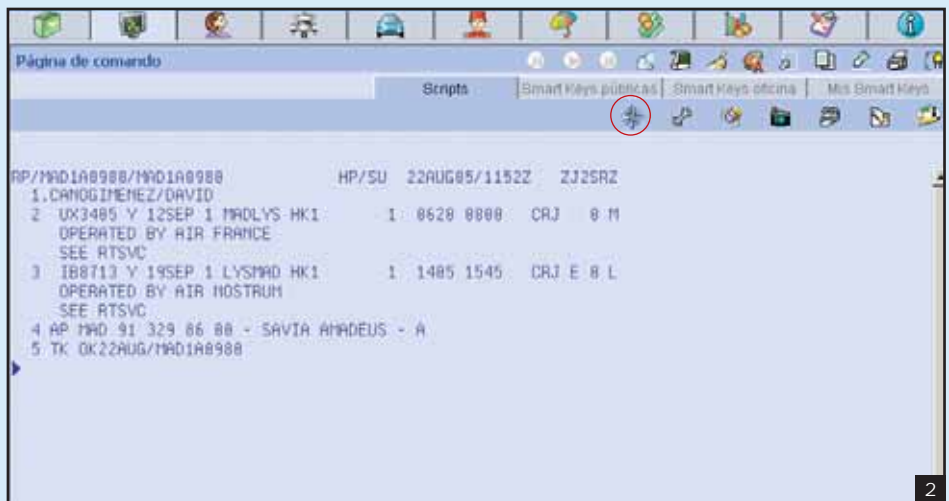 Página de comando
Scripts Smart Keys públicas Smart Keys oficina Mis Smart Keys
RP/MAD1A0980/MAD1A0980 HP/SU 22AUG05/1152Z ZJ2SRZ
1.CANOGIMENEZ/DAVID
2 UX3485 Y 12SEP 1 MADLYS HK1 1 0620 0800 CRJ 0 M
OPERATED BY AIR FRANCE
SEE RTSVC
3 IB8713 Y 19SEP 1 LYSMAD HK1 1 1405 1545 CRJ E 0 L
OPERATED BY AIR NOSTRUM
SEE RTSVC
4 AP MAD 91 329 06 80 - SAVIA AMADEUS - A
5 TK OK22AUG/MAD1A0980
2